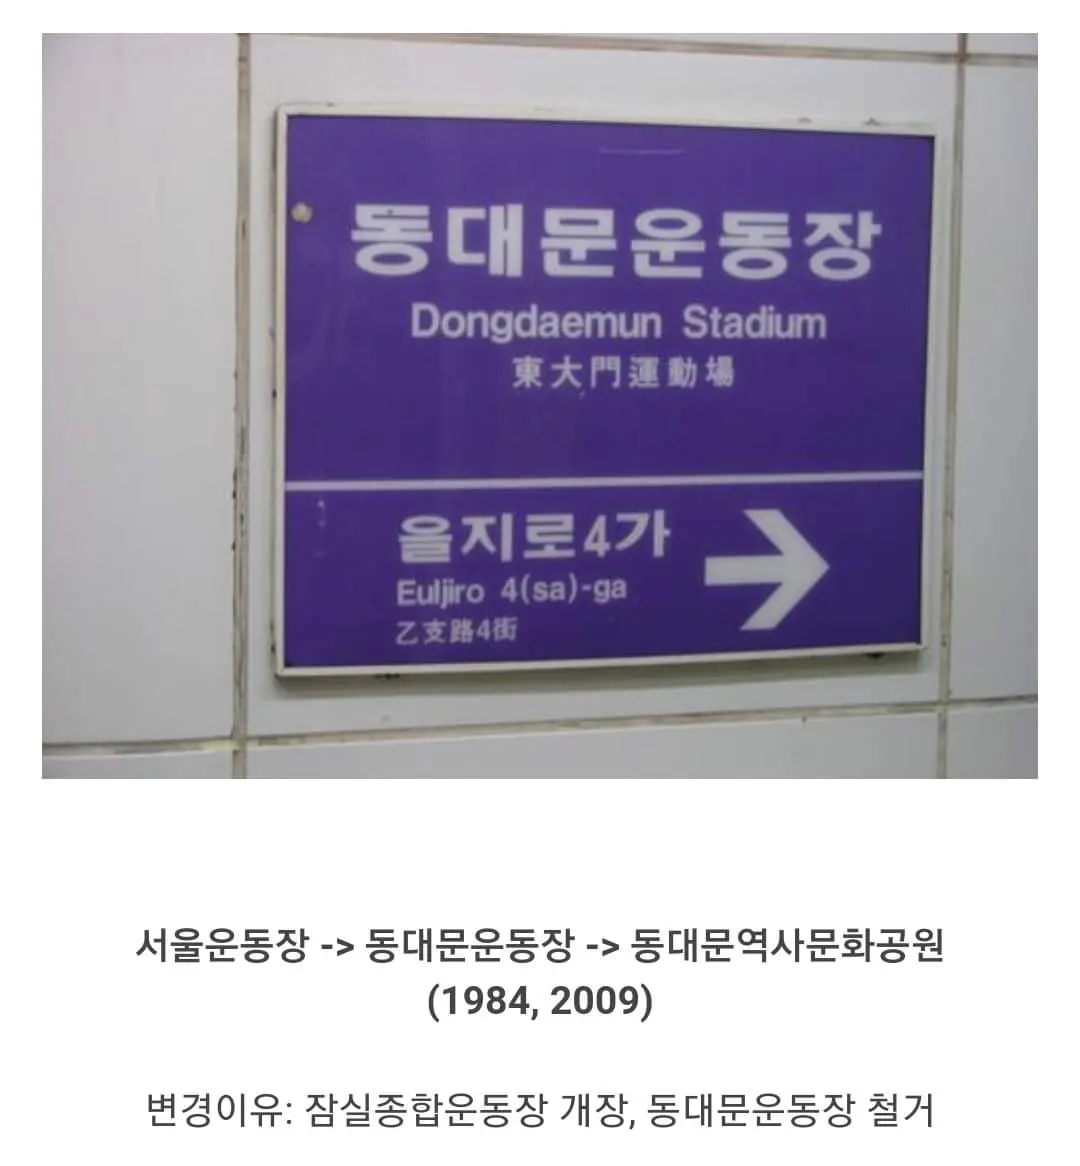 동대문운동장
Dongdaemun Stadium
東大門運動場
을지로4가
Euljiro 4(sa)-ga
乙支路4街
서울운동장 -> 동대문운동장 -> 동대문역사문화공원
(1984, 2009)
변경이유: 잠실종합운동장 개장, 동대문운동장 철거